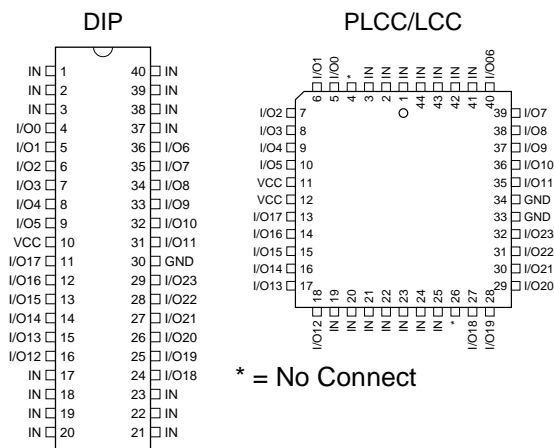 DIP
IN 1 40 IN
IN 2 39 IN
IN 3 38 IN
I/O0 4 37 IN
I/O1 5 36 I/O6
I/O2 6 35 I/O7
I/O3 7 34 I/O8
I/O4 8 33 I/O9
I/O5 9 32 I/O10
VCC 10 31 I/O11
I/O17 11 30 GND
I/O16 12 29 I/O23
I/O15 13 28 I/O22
I/O14 14 27 I/O21
I/O13 15 26 I/O20
I/O12 16 25 I/O19
IN 17 24 I/O18
IN 18 23 IN
IN 19 22 IN
IN 20 21 IN
PLCC/LCC
I/O1 I/O0 * IN IN IN IN IN IN IN I/O06
6 5 4 3 2 1 44 43 42 41 40
I/O2 7 39 I/O7
I/O3 8 38 I/O8
I/O4 9 37 I/O9
I/O5 10 36 I/O10
VCC 11 35 I/O11
VCC 12 34 GND
I/O17 13 33 GND
I/O16 14 32 I/O23
I/O15 15 31 I/O22
I/O14 16 30 I/O21
I/O13 17 29 I/O20
18 19 20 21 22 23 24 25 26 27 28
I/O12 IN IN IN IN IN IN IN * I/O18 I/O19
* = No Connect